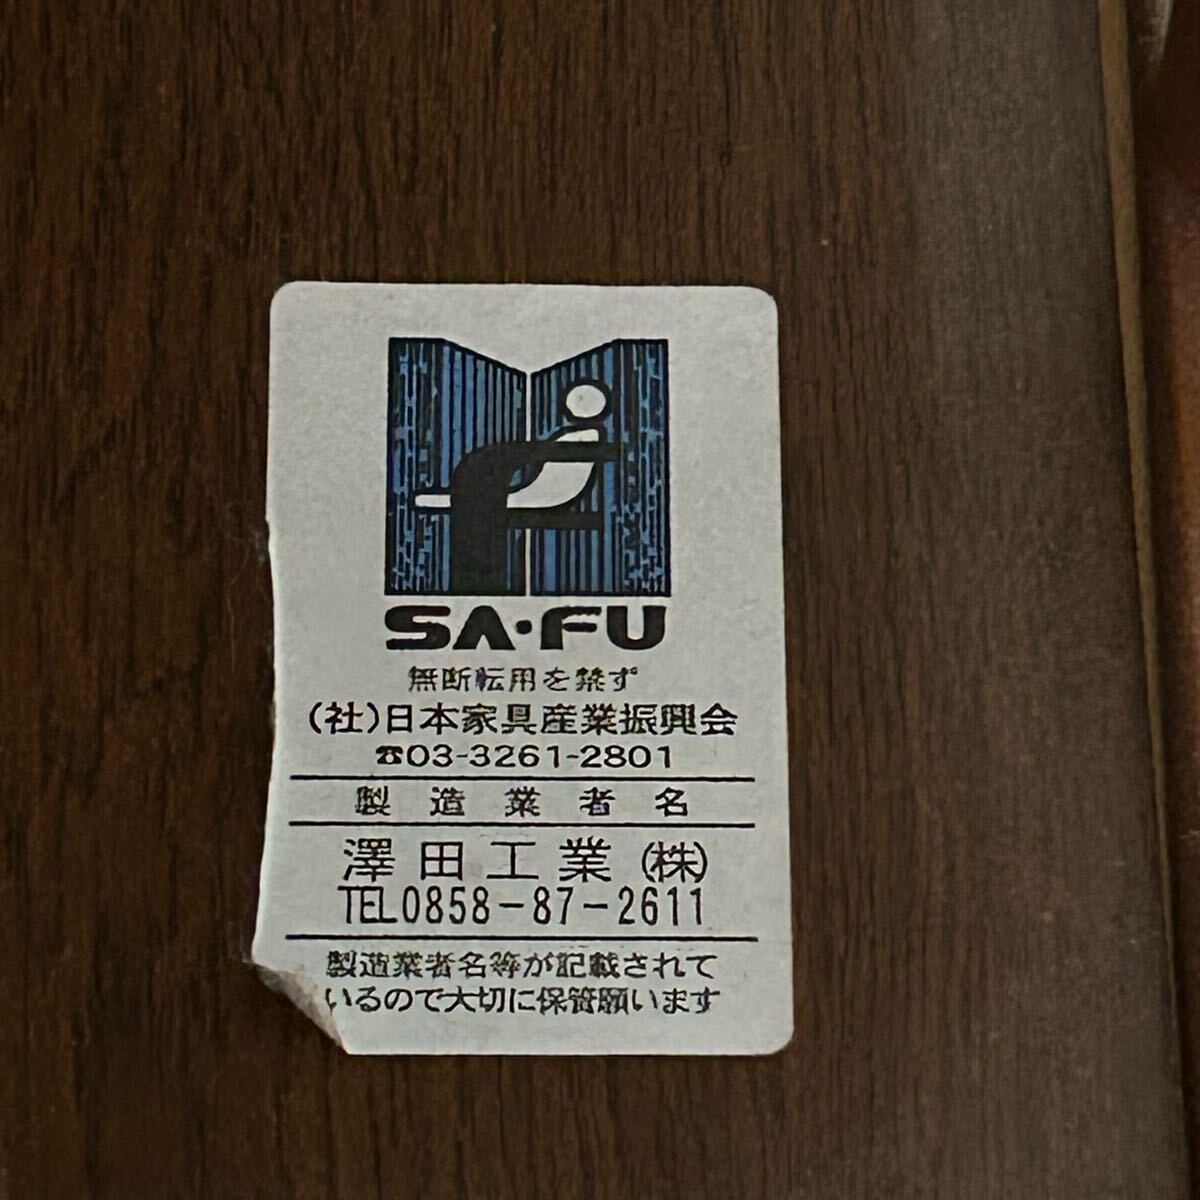 SA・FU
無断転用を禁ず
(社)日本家具産業振興会
☎03-3261-2801
製造業者名
澤田工業(株)
TEL0858-87-2611
製造業者名等が記載されて
いるので大切に保管願います